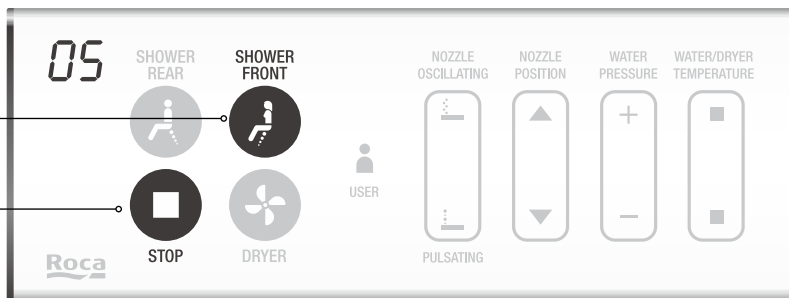 05
SHOWER
REAR
SHOWER
FRONT
NOZZLE
OSCILLATING
NOZZLE
POSITION
WATER
PRESSURE
WATER/DRYER
TEMPERATURE
USER
STOP
DRYER
PULSATING
Roca